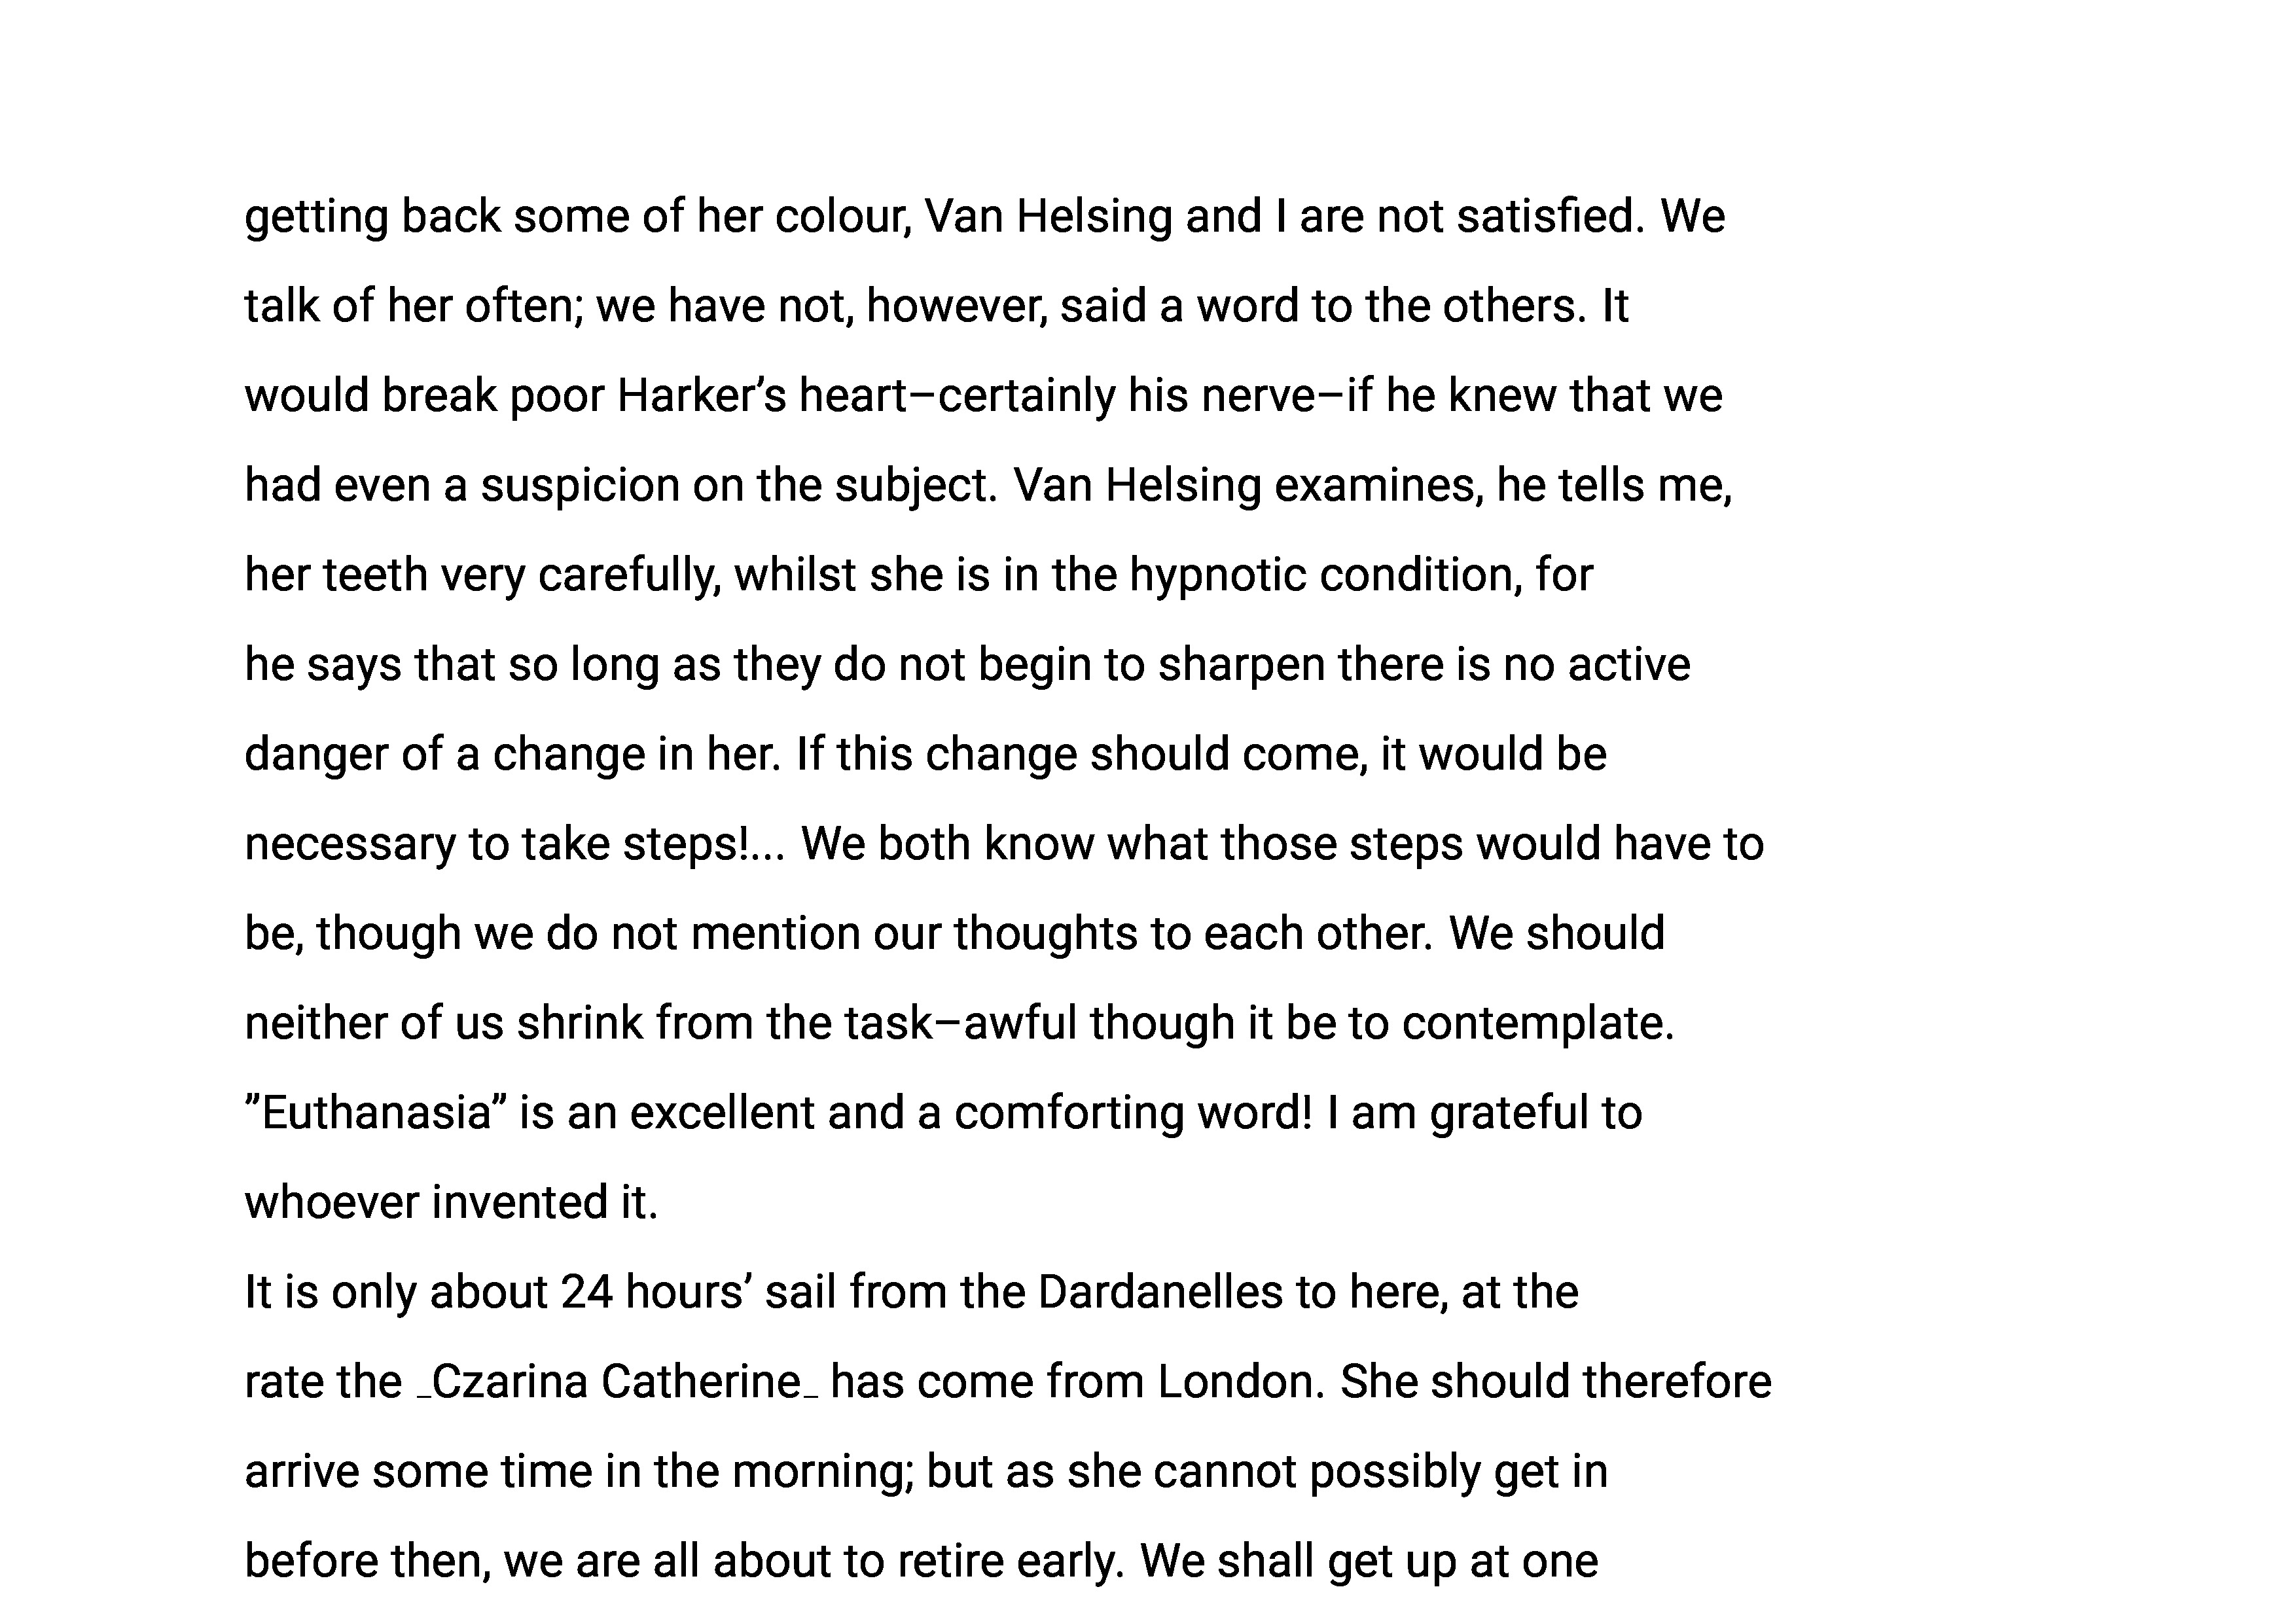 getting back some of her colour, Van Helsing and I are not satisfied. We
talk of her often; we have not, however, said a word to the others. It
would break poor Harker’s heart–certainly his nerve–if he knew that we
had even a suspicion on the subject. Van Helsing examines, he tells me,
her teeth very carefully, whilst she is in the hypnotic condition, for
he says that so long as they do not begin to sharpen there is no active
danger of a change in her. If this change should come, it would be
necessary to take steps!... We both know what those steps would have to
be, though we do not mention our thoughts to each other. We should
neither of us shrink from the task–awful though it be to contemplate.
”Euthanasia” is an excellent and a comforting word! I am grateful to
whoever invented it.
It is only about 24 hours’ sail from the Dardanelles to here, at the
rate the _Czarina Catherine_ has come from London. She should therefore
arrive some time in the morning; but as she cannot possibly get in
before then, we are all about to retire early. We shall get up at one